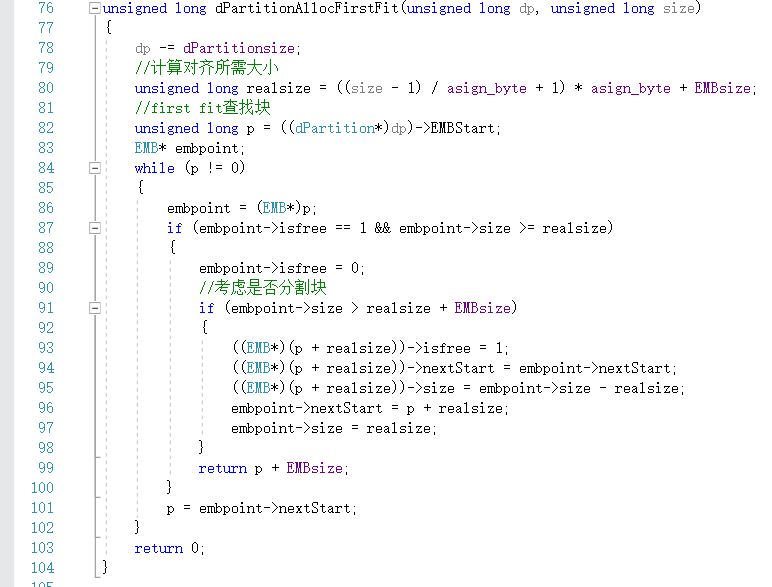 76 unsigned long dPartitionAllocFirstFit(unsigned long dp, unsigned long size)
77 {
78 dp -= dPartitionsize;
79 //计算对齐所需大小
80 unsigned long realsize = ((size - 1) / asign_byte + 1) * asign_byte + EMBsize;
81 //first fit查找块
82 unsigned long p = ((dPartition*)dp)->EMBStart;
83 EMB* embpoint;
84 while (p != 0)
85 {
86 embpoint = (EMB*)p;
87 if (embpoint->isfree == 1 && embpoint->size >= realsize)
88 {
89 embpoint->isfree = 0;
90 //考虑是否分割块
91 if (embpoint->size > realsize + EMBsize)
92 {
93 ((EMB*)(p + realsize))->isfree = 1;
94 ((EMB*)(p + realsize))->nextStart = embpoint->nextStart;
95 ((EMB*)(p + realsize))->size = embpoint->size - realsize;
96 embpoint->nextStart = p + realsize;
97 embpoint->size = realsize;
98 }
99 return p + EMBsize;
100 }
101 p = embpoint->nextStart;
102 }
103 return 0;
104 }